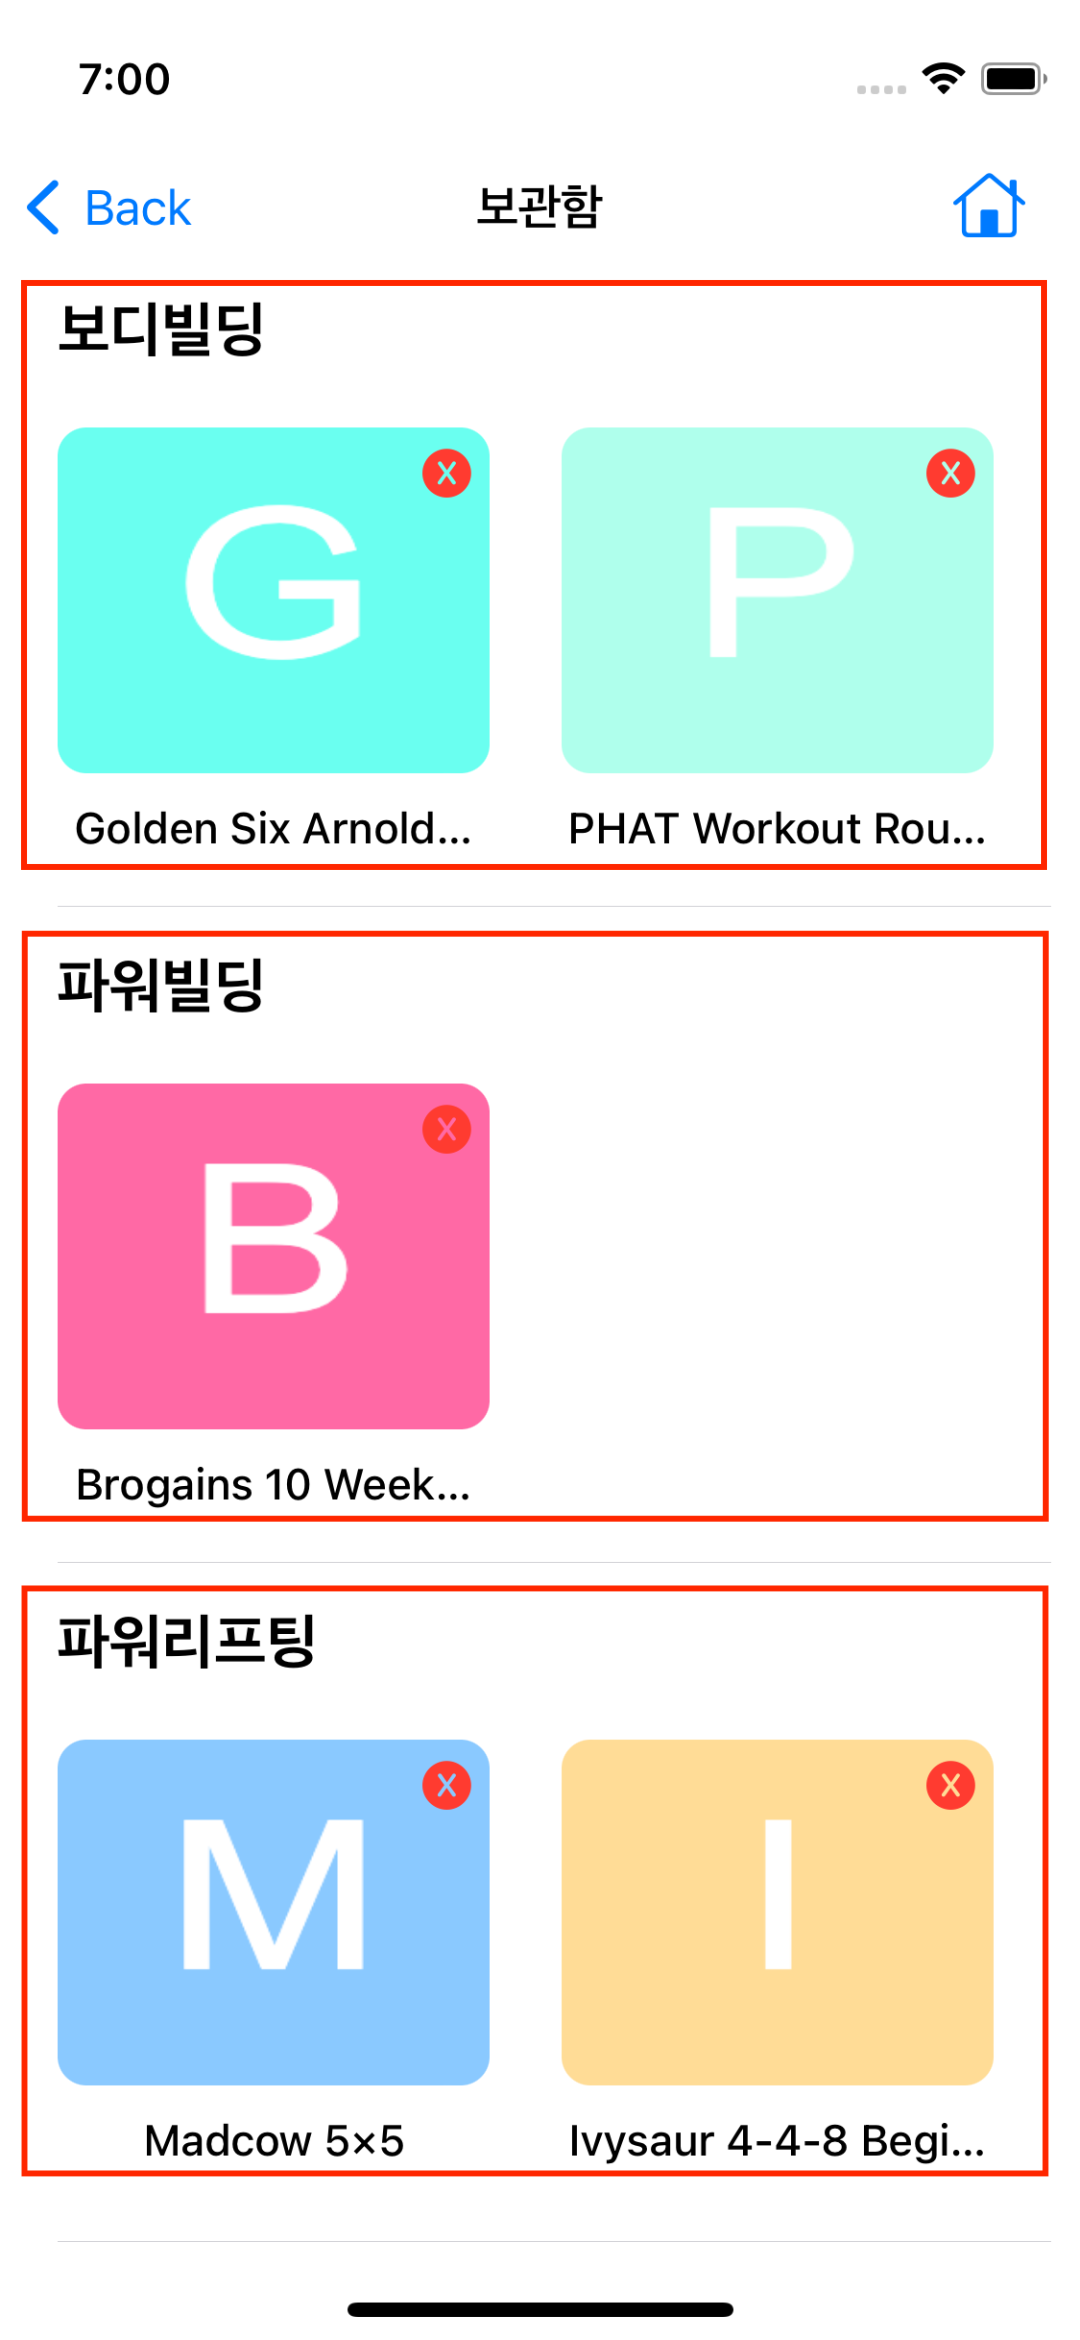 7:00
Back
보관함
보디빌딩
G
X
P
X
Golden Six Arnold...
PHAT Workout Rou...
파워빌딩
B
X
Brogains 10 Week...
파워리프팅
M
X
I
X
Madcow 5×5
Ivysaur 4-4-8 Begi...